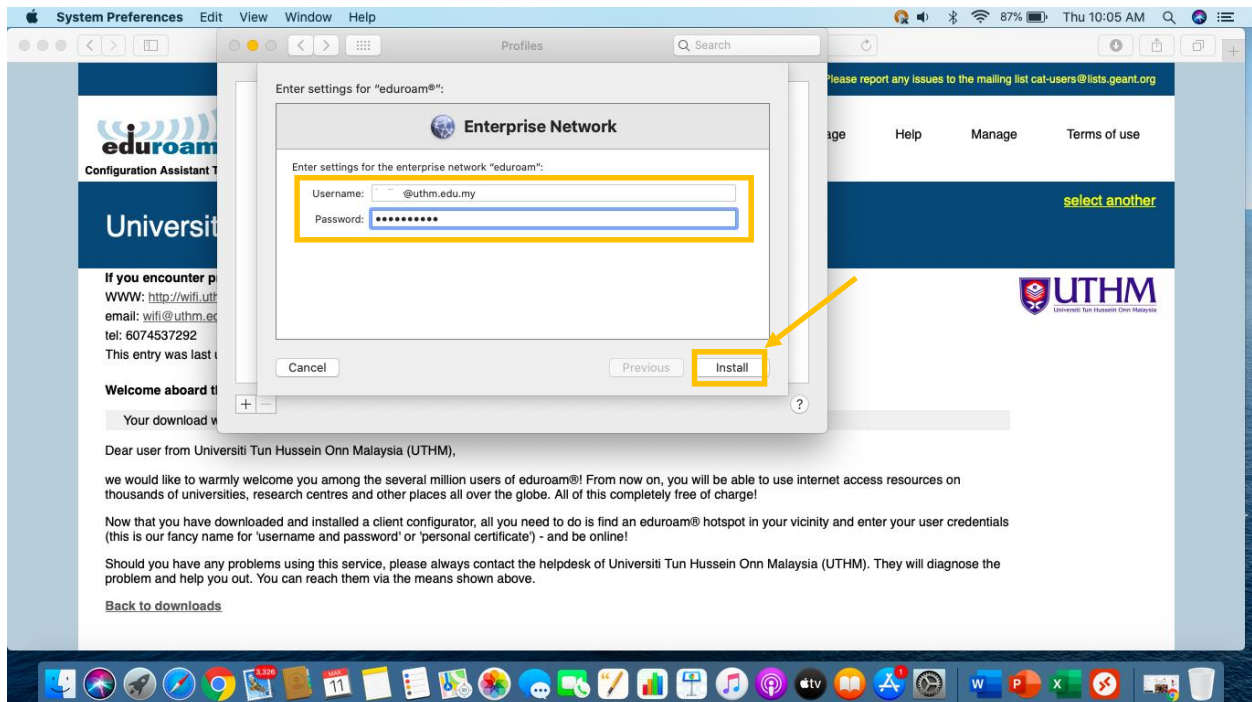 System Preferences Edit View Window Help 87% Thu 10:05 AM
Profiles
Search
Please report any issues to the mailing list cat-users@lists.geant.org
Enter settings for "eduroam®":
Enterprise Network
Enter settings for the enterprise network "eduroam":
Username: @uthm.edu.my
Password: ••••••••••
Cancel Previous Install
+ − ?
eduroam
Configuration Assistant T
Help Manage Terms of use
select another
Universit
If you encounter p
WWW: http://wifi.uth
email: wifi@uthm.ed
tel: 6074537292
This entry was last u
UTHM
Universiti Tun Hussein Onn Malaysia
Welcome aboard t
Your download w
Dear user from Universiti Tun Hussein Onn Malaysia (UTHM),
we would like to warmly welcome you among the several million users of eduroam®! From now on, you will be able to use internet access resources on
thousands of universities, research centres and other places all over the globe. All of this completely free of charge!
Now that you have downloaded and installed a client configurator, all you need to do is find an eduroam® hotspot in your vicinity and enter your user credentials
(this is our fancy name for 'username and password' or 'personal certificate') - and be online!
Should you have any problems using this service, please always contact the helpdesk of Universiti Tun Hussein Onn Malaysia (UTHM). They will diagnose the
problem and help you out. You can reach them via the means shown above.
Back to downloads
3,326
MAR
11
tv
1
W
P
X